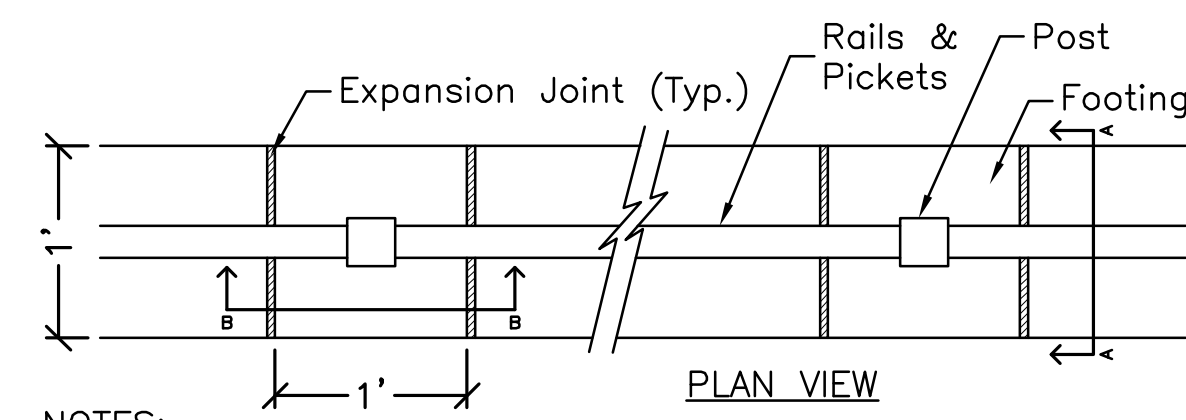 Rails &
Pickets
Post
Expansion Joint (Typ.)
Footing
A
1'
B
B
A
1'
PLAN VIEW
NOTES: